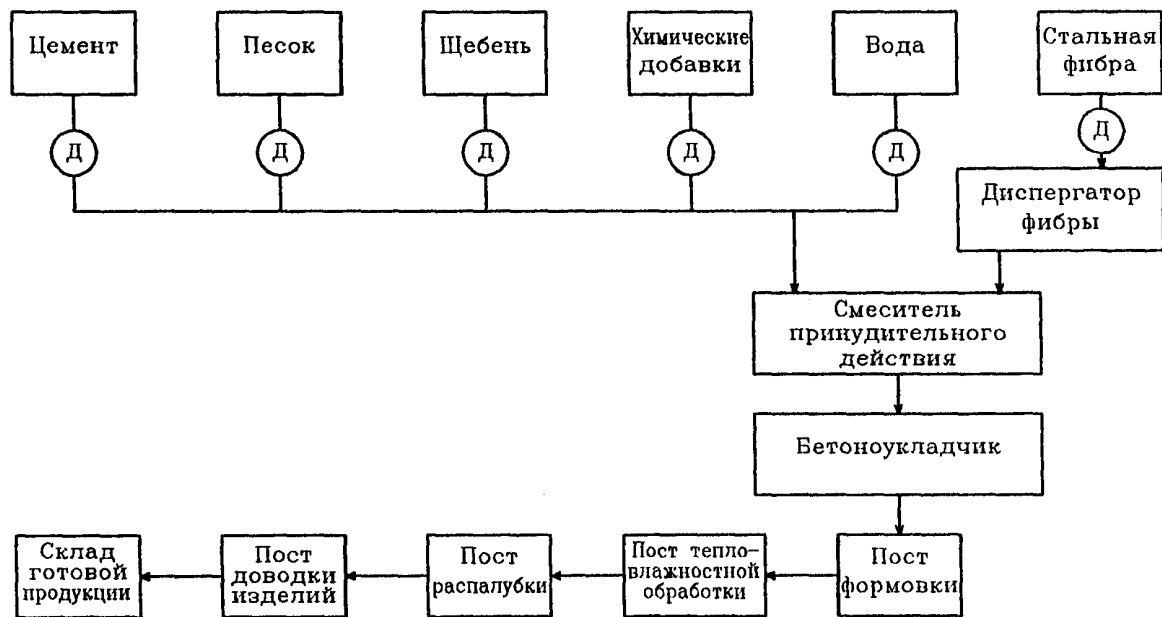 Цемент
Песок
Щебень
Химические
добавки
Вода
Стальная
фибра
Д
Д
Д
Д
Д
Д
Диспергатор
фибры
Смеситель
принудительного
действия
Бетоноукладчик
Склад
готовой
продукции
Пост
доводки
изделий
Пост
распалубки
Пост тепло-
влажностной
обработки
Пост
формовки